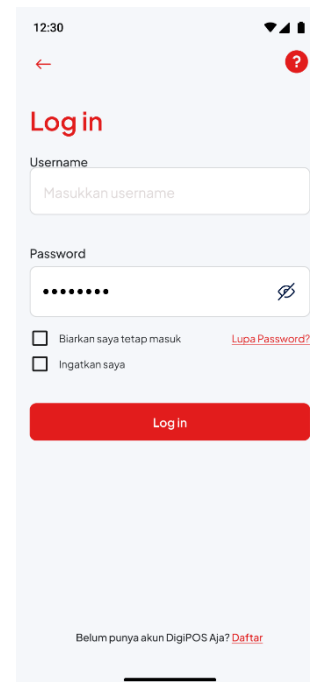 12:30
?
Log in
Username
Masukkan username
Password
Biarkan saya tetap masuk Lupa Password?
Ingatkan saya
Log in
Belum punya akun DigiPOS Aja? Daftar